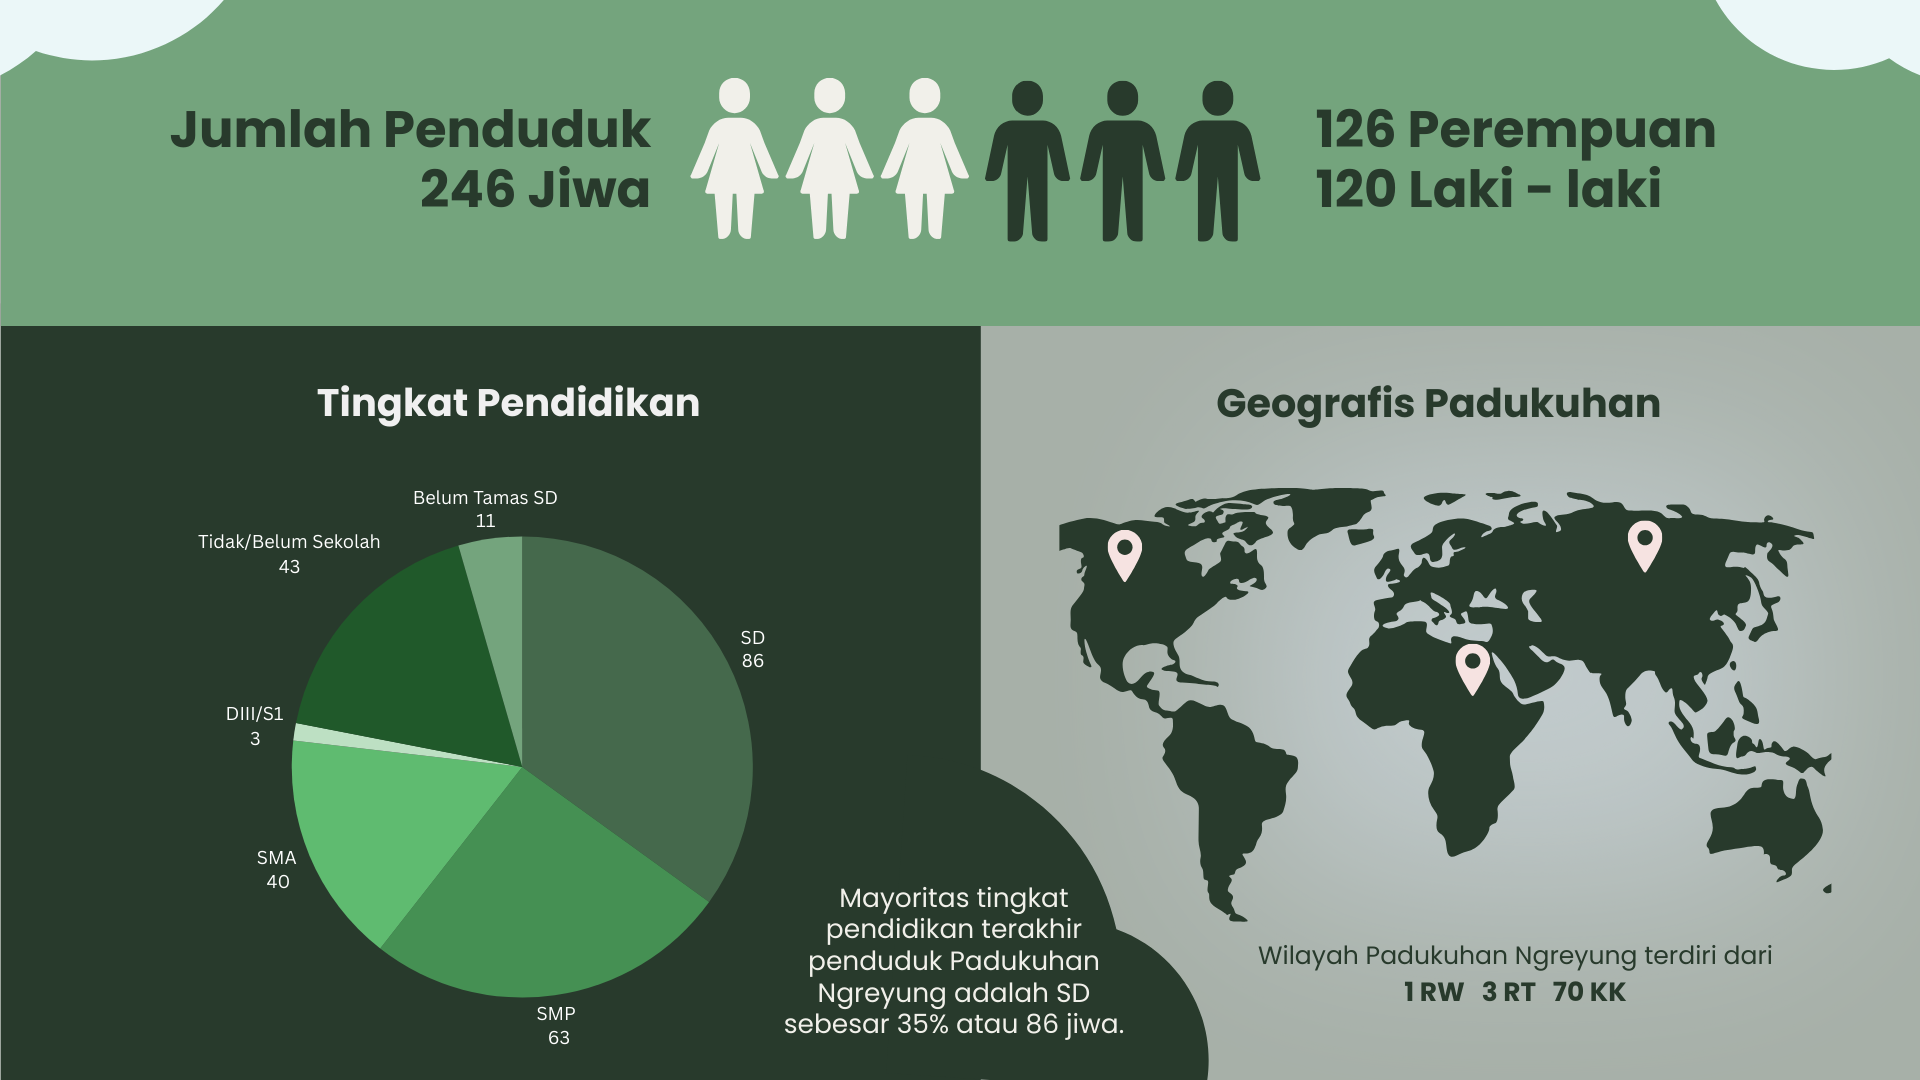 Jumlah Penduduk
246 Jiwa
126 Perempuan
120 Laki - laki
Tingkat Pendidikan
Belum Tamas SD
11
Tidak/Belum Sekolah
43
SD
86
DIII/S1
3
SMA
40
SMP
63
Mayoritas tingkat
pendidikan terakhir
penduduk Padukuhan
Ngreyung adalah SD
sebesar 35% atau 86 jiwa.
Geografis Padukuhan
Wilayah Padukuhan Ngreyung terdiri dari
1 RW 3 RT 70 KK